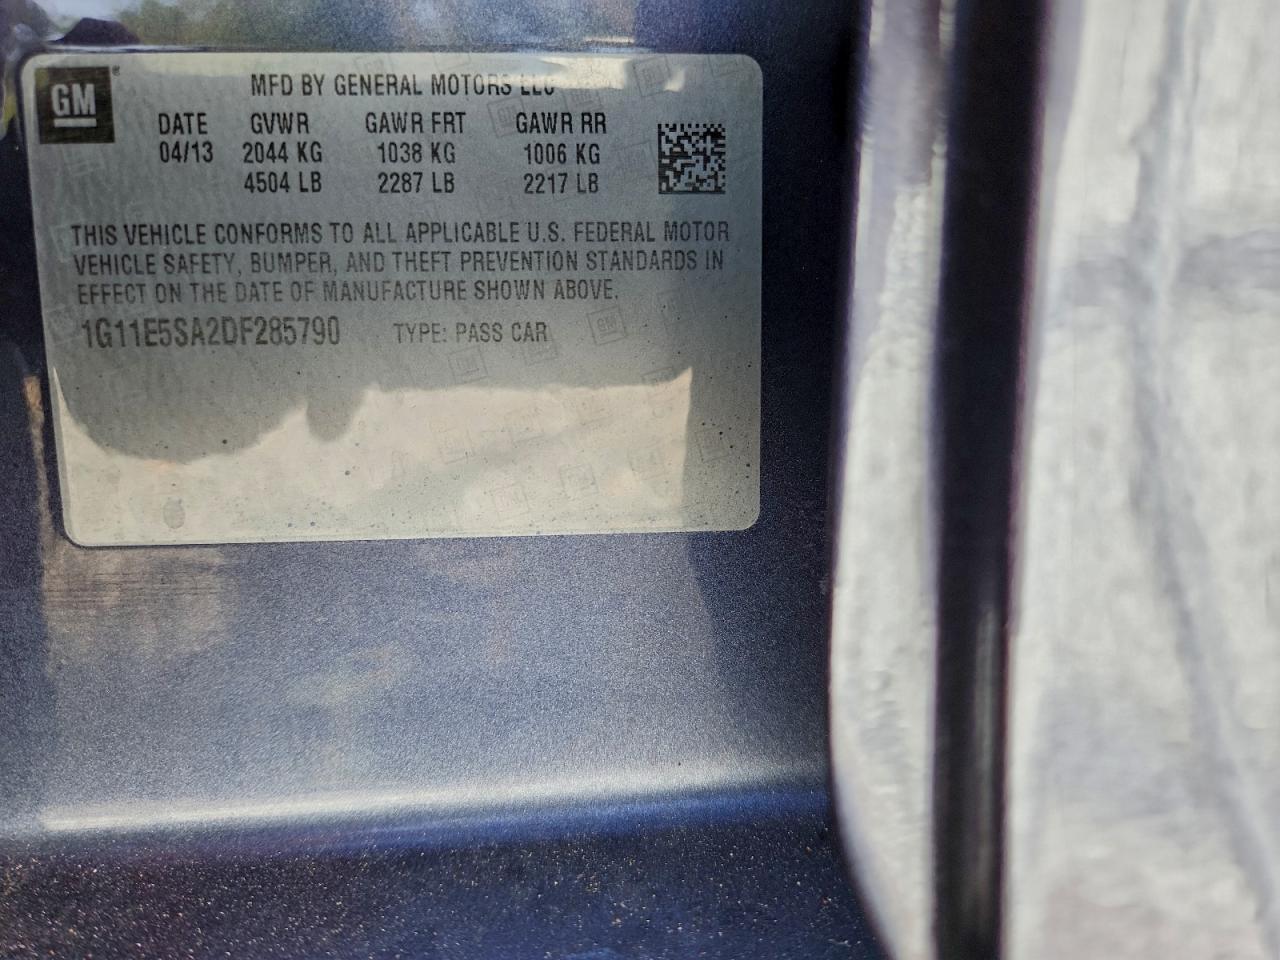 GM
MFD BY GENERAL MOTORS LLC
DATE GVWR GAWR FRT GAWR RR
04/13 2044 KG 1038 KG 1006 KG
4504 LB 2287 LB 2217 LB
THIS VEHICLE CONFORMS TO ALL APPLICABLE U.S. FEDERAL MOTOR
VEHICLE SAFETY, BUMPER, AND THEFT PREVENTION STANDARDS IN
EFFECT ON THE DATE OF MANUFACTURE SHOWN ABOVE.
1G11E5SA2DF285790 TYPE: PASS CAR